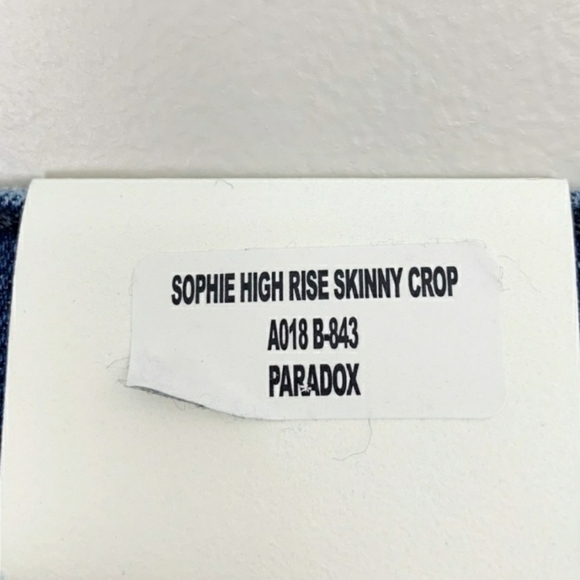 SOPHIE HIGH RISE SKINNY CROP
A018 B-843
PARADOX